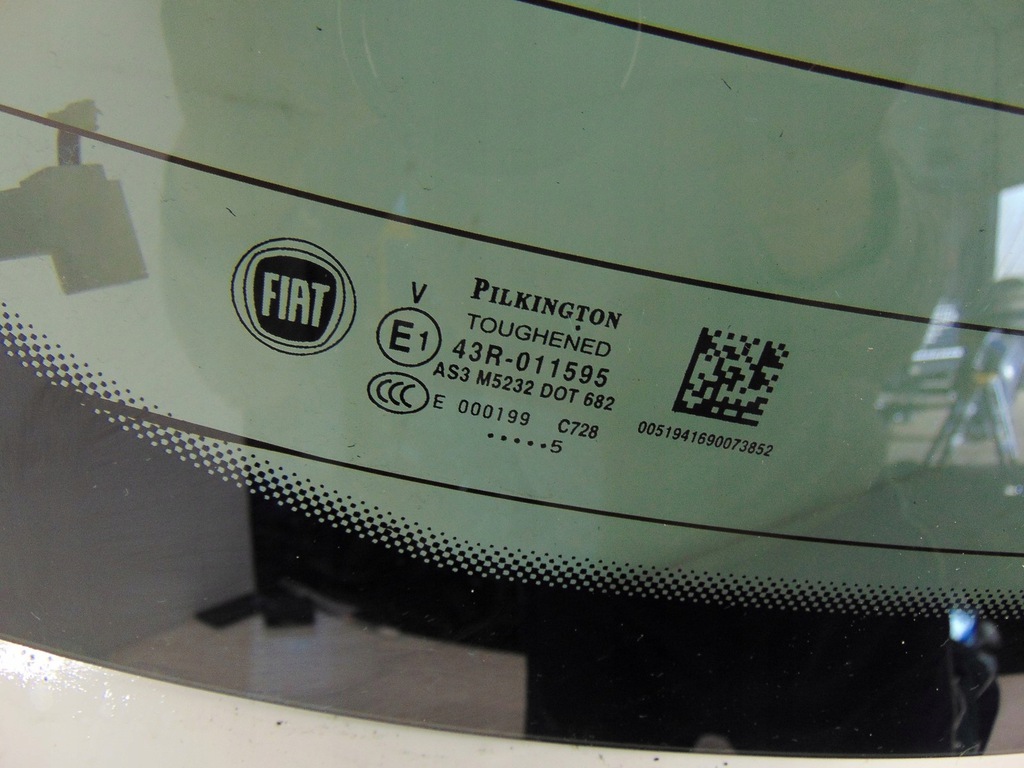 FIAT
V
E1
CCC
PILKINGTON
TOUGHENED
43R-011595
AS3 M5232 DOT 682
E 000199 C728
.....5
0051941690073852